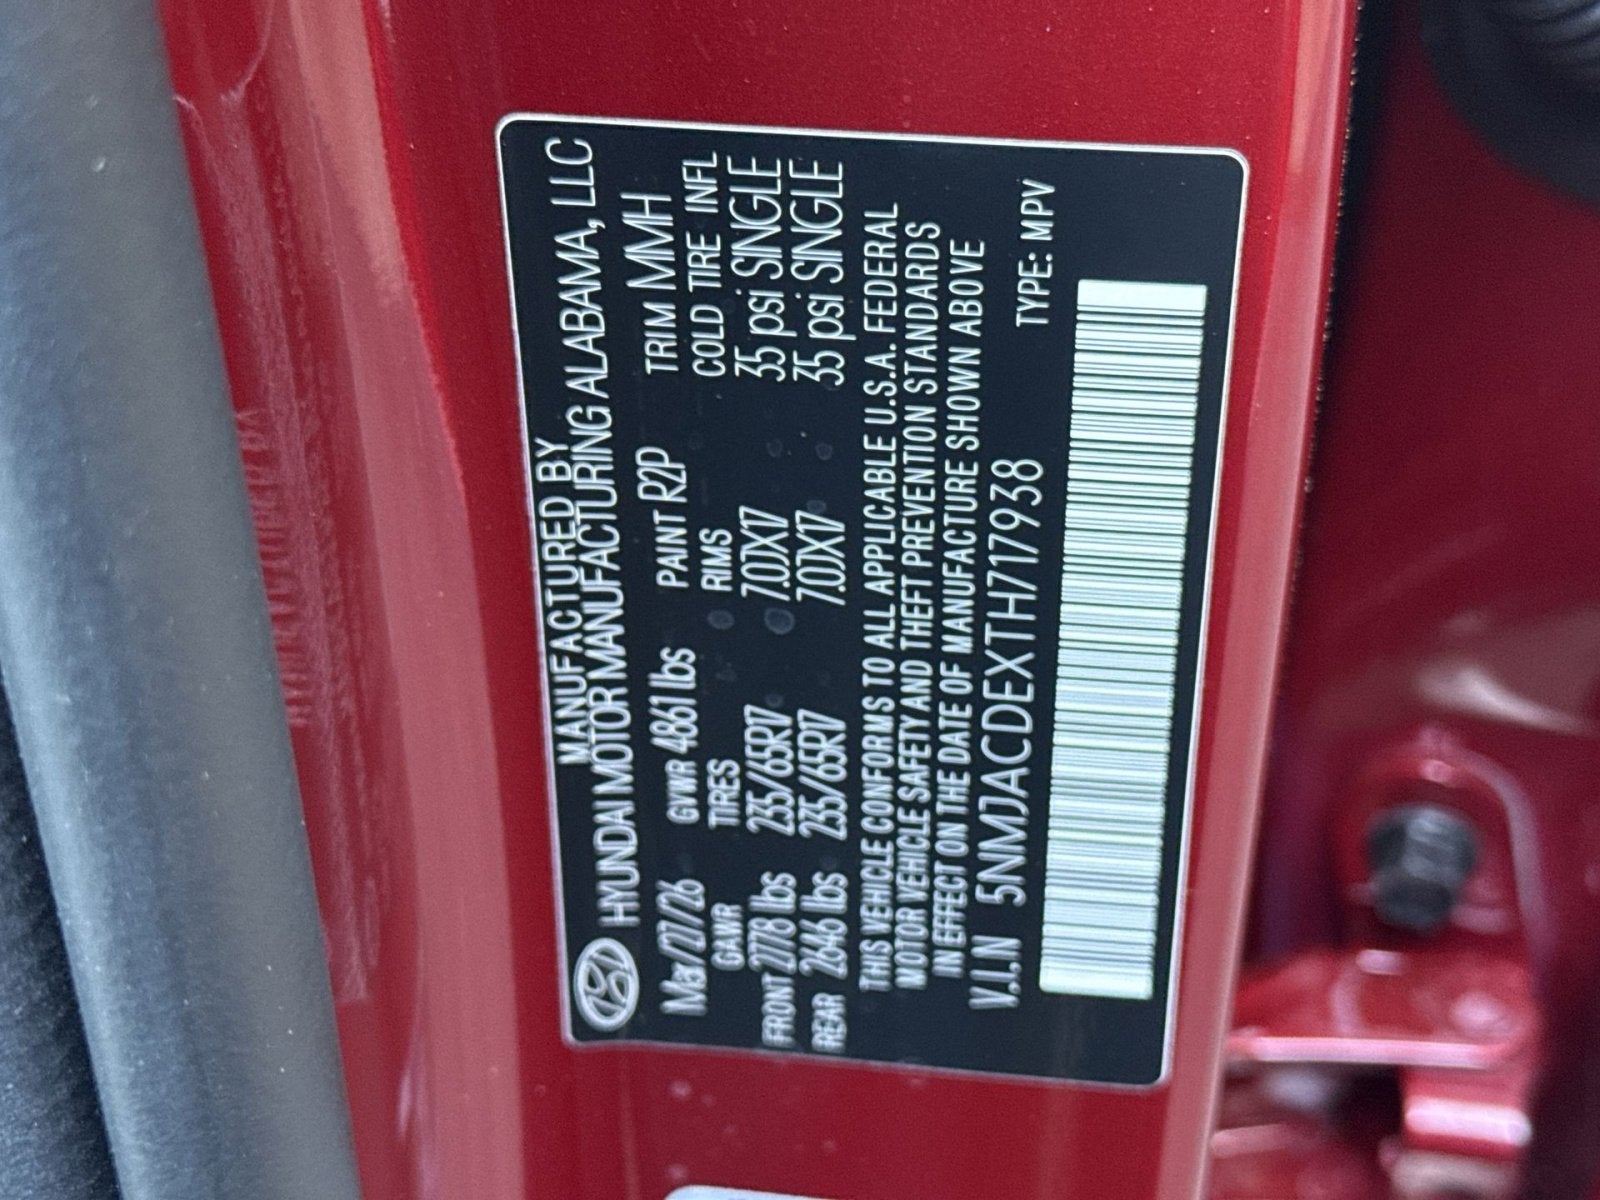 MANUFACTURED BY
HYUNDAI MOTOR MANUFACTURING ALABAMA, LLC
Mar/27/26 GVWR 4861 lbs PAINT R2P TRIM MMH
GAWR TIRES RIMS COLD TIRE INFL
FRONT 2778 lbs 235/65R17 7.0JX17 35 psi SINGLE
REAR 2646 lbs 235/65R17 7.0JX17 35 psi SINGLE
THIS VEHICLE CONFORMS TO ALL APPLICABLE U.S.A. FEDERAL
MOTOR VEHICLE SAFETY AND THEFT PREVENTION STANDARDS
IN EFFECT ON THE DATE OF MANUFACTURE SHOWN ABOVE
V.I.N 5NMJACDEXTH717938 TYPE: MPV